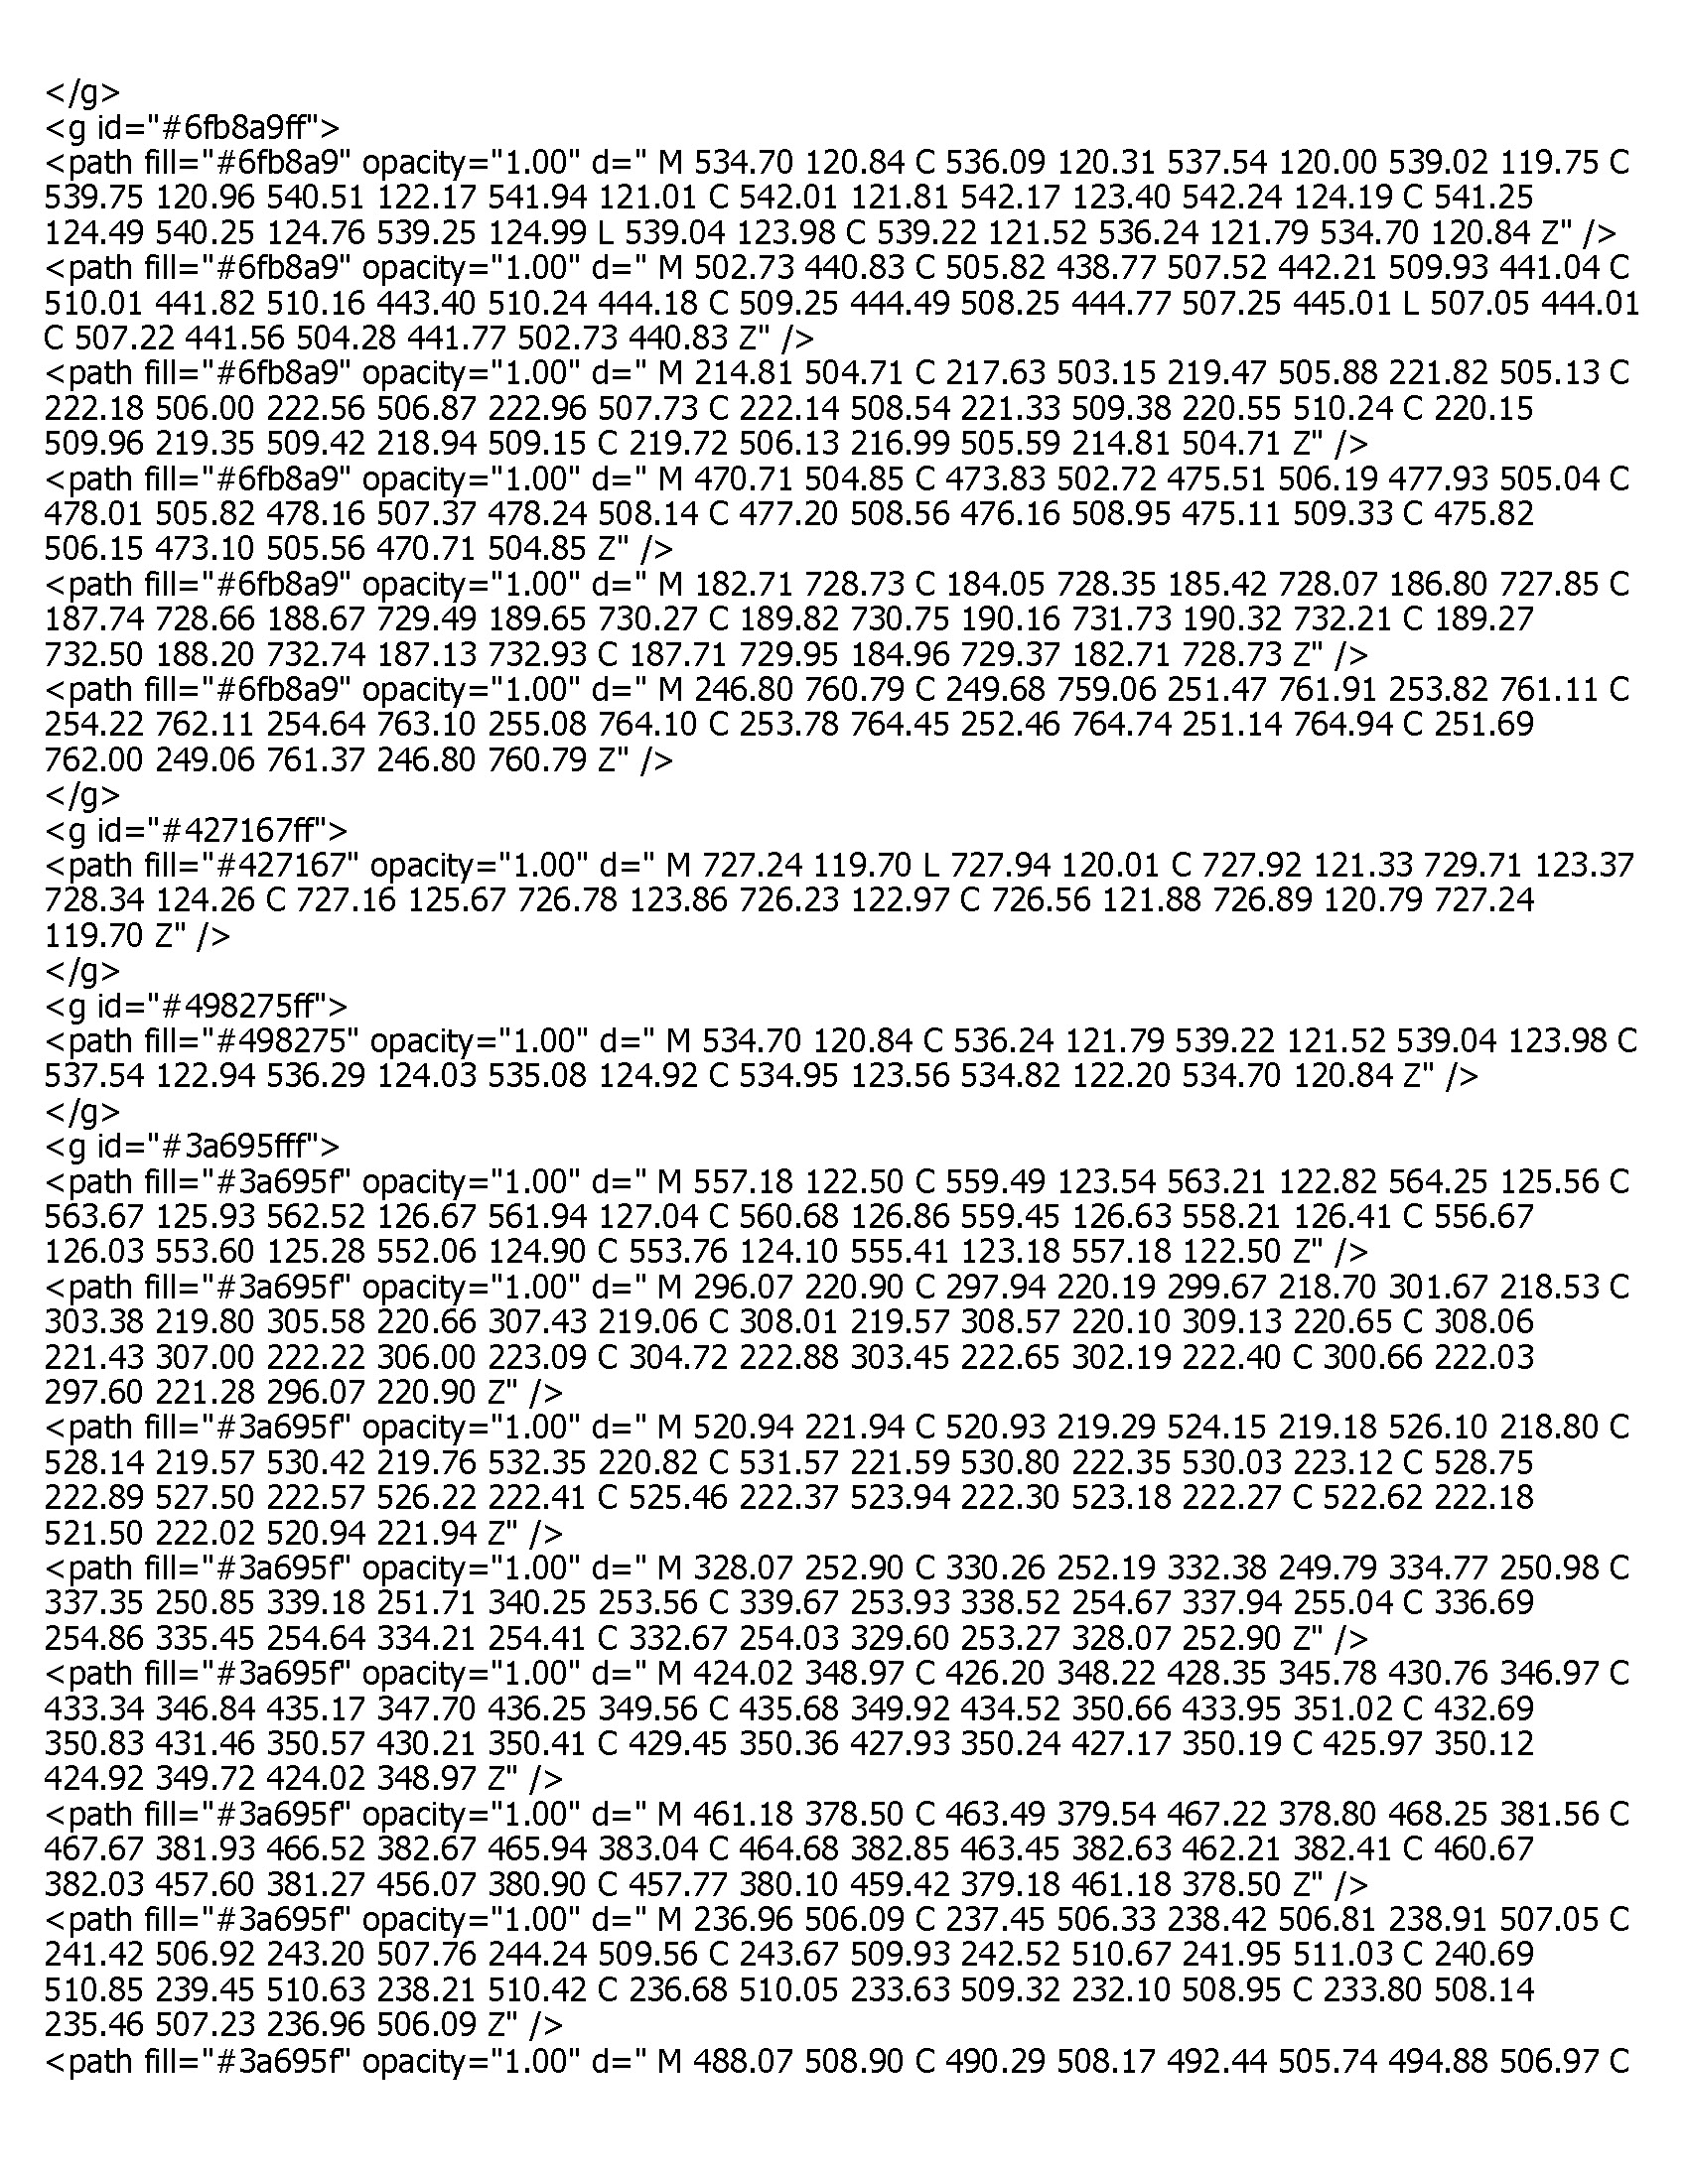 </g>
<g id="#6fb8a9ff">
<path fill="#6fb8a9" opacity="1.00" d=" M 534.70 120.84 C 536.09 120.31 537.54 120.00 539.02 119.75 C
539.75 120.96 540.51 122.17 541.94 121.01 C 542.01 121.81 542.17 123.40 542.24 124.19 C 541.25
124.49 540.25 124.76 539.25 124.99 L 539.04 123.98 C 539.22 121.52 536.24 121.79 534.70 120.84 Z" />
<path fill="#6fb8a9" opacity="1.00" d=" M 502.73 440.83 C 505.82 438.77 507.52 442.21 509.93 441.04 C
510.01 441.82 510.16 443.40 510.24 444.18 C 509.25 444.49 508.25 444.77 507.25 445.01 L 507.05 444.01
C 507.22 441.56 504.28 441.77 502.73 440.83 Z" />
<path fill="#6fb8a9" opacity="1.00" d=" M 214.81 504.71 C 217.63 503.15 219.47 505.88 221.82 505.13 C
222.18 506.00 222.56 506.87 222.96 507.73 C 222.14 508.54 221.33 509.38 220.55 510.24 C 220.15
509.96 219.35 509.42 218.94 509.15 C 219.72 506.13 216.99 505.59 214.81 504.71 Z" />
<path fill="#6fb8a9" opacity="1.00" d=" M 470.71 504.85 C 473.83 502.72 475.51 506.19 477.93 505.04 C
478.01 505.82 478.16 507.37 478.24 508.14 C 477.20 508.56 476.16 508.95 475.11 509.33 C 475.82
506.15 473.10 505.56 470.71 504.85 Z" />
<path fill="#6fb8a9" opacity="1.00" d=" M 182.71 728.73 C 184.05 728.35 185.42 728.07 186.80 727.85 C
187.74 728.66 188.67 729.49 189.65 730.27 C 189.82 730.75 190.16 731.73 190.32 732.21 C 189.27
732.50 188.20 732.74 187.13 732.93 C 187.71 729.95 184.96 729.37 182.71 728.73 Z" />
<path fill="#6fb8a9" opacity="1.00" d=" M 246.80 760.79 C 249.68 759.06 251.47 761.91 253.82 761.11 C
254.22 762.11 254.64 763.10 255.08 764.10 C 253.78 764.45 252.46 764.74 251.14 764.94 C 251.69
762.00 249.06 761.37 246.80 760.79 Z" />
</g>
<g id="#427167ff">
<path fill="#427167" opacity="1.00" d=" M 727.24 119.70 L 727.94 120.01 C 727.92 121.33 729.71 123.37
728.34 124.26 C 727.16 125.67 726.78 123.86 726.23 122.97 C 726.56 121.88 726.89 120.79 727.24
119.70 Z" />
</g>
<g id="#498275ff">
<path fill="#498275" opacity="1.00" d=" M 534.70 120.84 C 536.24 121.79 539.22 121.52 539.04 123.98 C
537.54 122.94 536.29 124.03 535.08 124.92 C 534.95 123.56 534.82 122.20 534.70 120.84 Z" />
</g>
<g id="#3a695fff">
<path fill="#3a695f" opacity="1.00" d=" M 557.18 122.50 C 559.49 123.54 563.21 122.82 564.25 125.56 C
563.67 125.93 562.52 126.67 561.94 127.04 C 560.68 126.86 559.45 126.63 558.21 126.41 C 556.67
126.03 553.60 125.28 552.06 124.90 C 553.76 124.10 555.41 123.18 557.18 122.50 Z" />
<path fill="#3a695f" opacity="1.00" d=" M 296.07 220.90 C 297.94 220.19 299.67 218.70 301.67 218.53 C
303.38 219.80 305.58 220.66 307.43 219.06 C 308.01 219.57 308.57 220.10 309.13 220.65 C 308.06
221.43 307.00 222.22 306.00 223.09 C 304.72 222.88 303.45 222.65 302.19 222.40 C 300.66 222.03
297.60 221.28 296.07 220.90 Z" />
<path fill="#3a695f" opacity="1.00" d=" M 520.94 221.94 C 520.93 219.29 524.15 219.18 526.10 218.80 C
528.14 219.57 530.42 219.76 532.35 220.82 C 531.57 221.59 530.80 222.35 530.03 223.12 C 528.75
222.89 527.50 222.57 526.22 222.41 C 525.46 222.37 523.94 222.30 523.18 222.27 C 522.62 222.18
521.50 222.02 520.94 221.94 Z" />
<path fill="#3a695f" opacity="1.00" d=" M 328.07 252.90 C 330.26 252.19 332.38 249.79 334.77 250.98 C
337.35 250.85 339.18 251.71 340.25 253.56 C 339.67 253.93 338.52 254.67 337.94 255.04 C 336.69
254.86 335.45 254.64 334.21 254.41 C 332.67 254.03 329.60 253.27 328.07 252.90 Z" />
<path fill="#3a695f" opacity="1.00" d=" M 424.02 348.97 C 426.20 348.22 428.35 345.78 430.76 346.97 C
433.34 346.84 435.17 347.70 436.25 349.56 C 435.68 349.92 434.52 350.66 433.95 351.02 C 432.69
350.83 431.46 350.57 430.21 350.41 C 429.45 350.36 427.93 350.24 427.17 350.19 C 425.97 350.12
424.92 349.72 424.02 348.97 Z" />
<path fill="#3a695f" opacity="1.00" d=" M 461.18 378.50 C 463.49 379.54 467.22 378.80 468.25 381.56 C
467.67 381.93 466.52 382.67 465.94 383.04 C 464.68 382.85 463.45 382.63 462.21 382.41 C 460.67
382.03 457.60 381.27 456.07 380.90 C 457.77 380.10 459.42 379.18 461.18 378.50 Z" />
<path fill="#3a695f" opacity="1.00" d=" M 236.96 506.09 C 237.45 506.33 238.42 506.81 238.91 507.05 C
241.42 506.92 243.20 507.76 244.24 509.56 C 243.67 509.93 242.52 510.67 241.95 511.03 C 240.69
510.85 239.45 510.63 238.21 510.42 C 236.68 510.05 233.63 509.32 232.10 508.95 C 233.80 508.14
235.46 507.23 236.96 506.09 Z" />
<path fill="#3a695f" opacity="1.00" d=" M 488.07 508.90 C 490.29 508.17 492.44 505.74 494.88 506.97 C